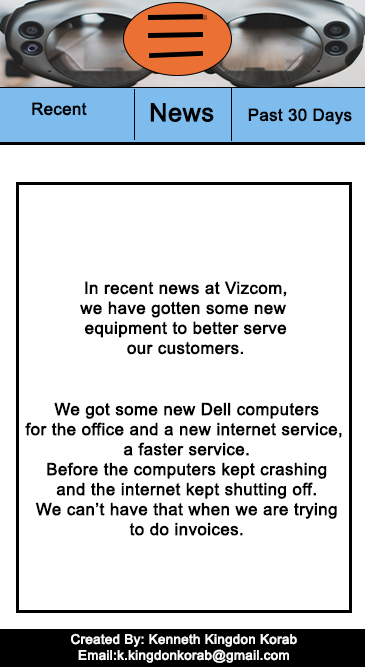 Recent
News
Past 30 Days
In recent news at Vizcom,
we have gotten some new
equipment to better serve
our customers.
We got some new Dell computers
for the office and a new internet service,
a faster service.
Before the computers kept crashing
and the internet kept shutting off.
We can't have that when we are trying
to do invoices.
Created By: Kenneth Kingdon Korab
Email:k.kingdonkorab@gmail.com